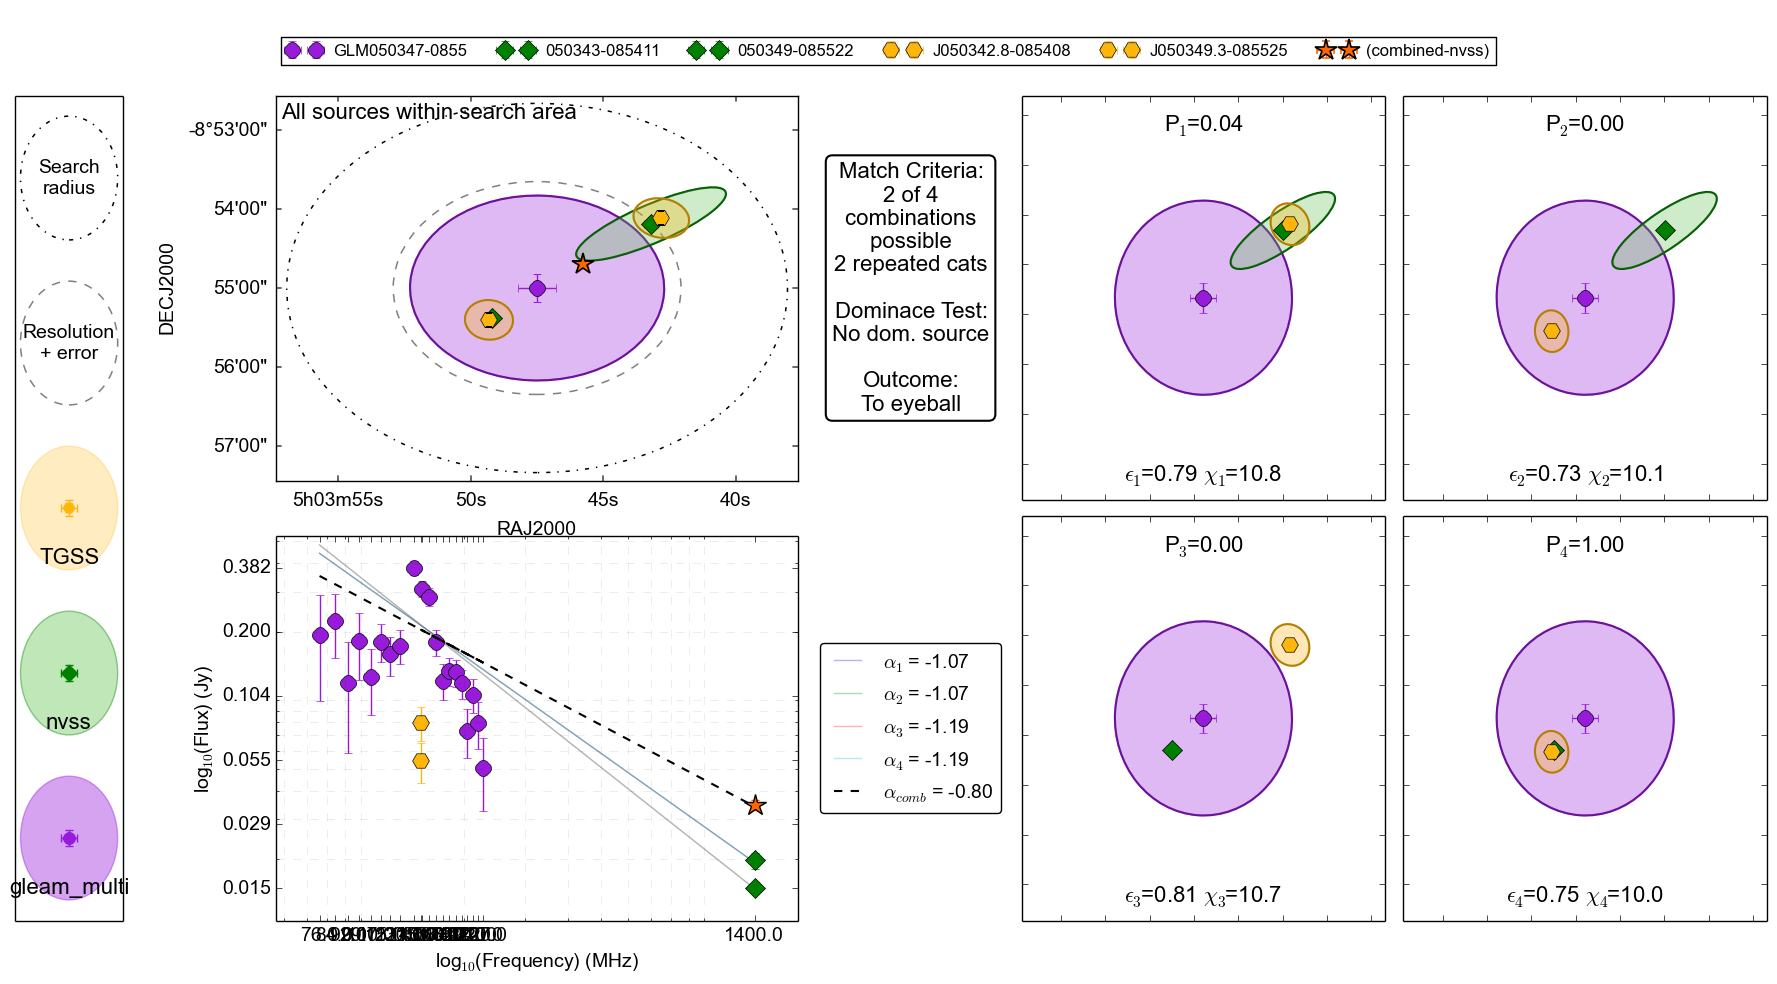 GLM050347-0855 050343-085411 050349-085522 J050342.8-085408 J050349.3-085525 (combined-nvss)
Search
radius
Resolution
+ error
TGSS
nvss
gleam_multi
All sources within search area
DECJ2000
-8°53'00"
54'00"
55'00"
56'00"
57'00"
5h03m55s 50s 45s 40s
RAJ2000
Match Criteria:
2 of 4
combinations
possible
2 repeated cats
Dominace Test:
No dom. source
Outcome:
To eyeball
P1=0.04
ϵ1=0.79 χ1=10.8
P2=0.00
ϵ2=0.73 χ2=10.1
P3=0.00
ϵ3=0.81 χ3=10.7
P4=1.00
ϵ4=0.75 χ4=10.0
log10(Flux) (Jy)
0.382
0.200
0.104
0.055
0.029
0.015
1400.0
log10(Frequency) (MHz)
α1 = -1.07
α2 = -1.07
α3 = -1.19
α4 = -1.19
αcomb = -0.80